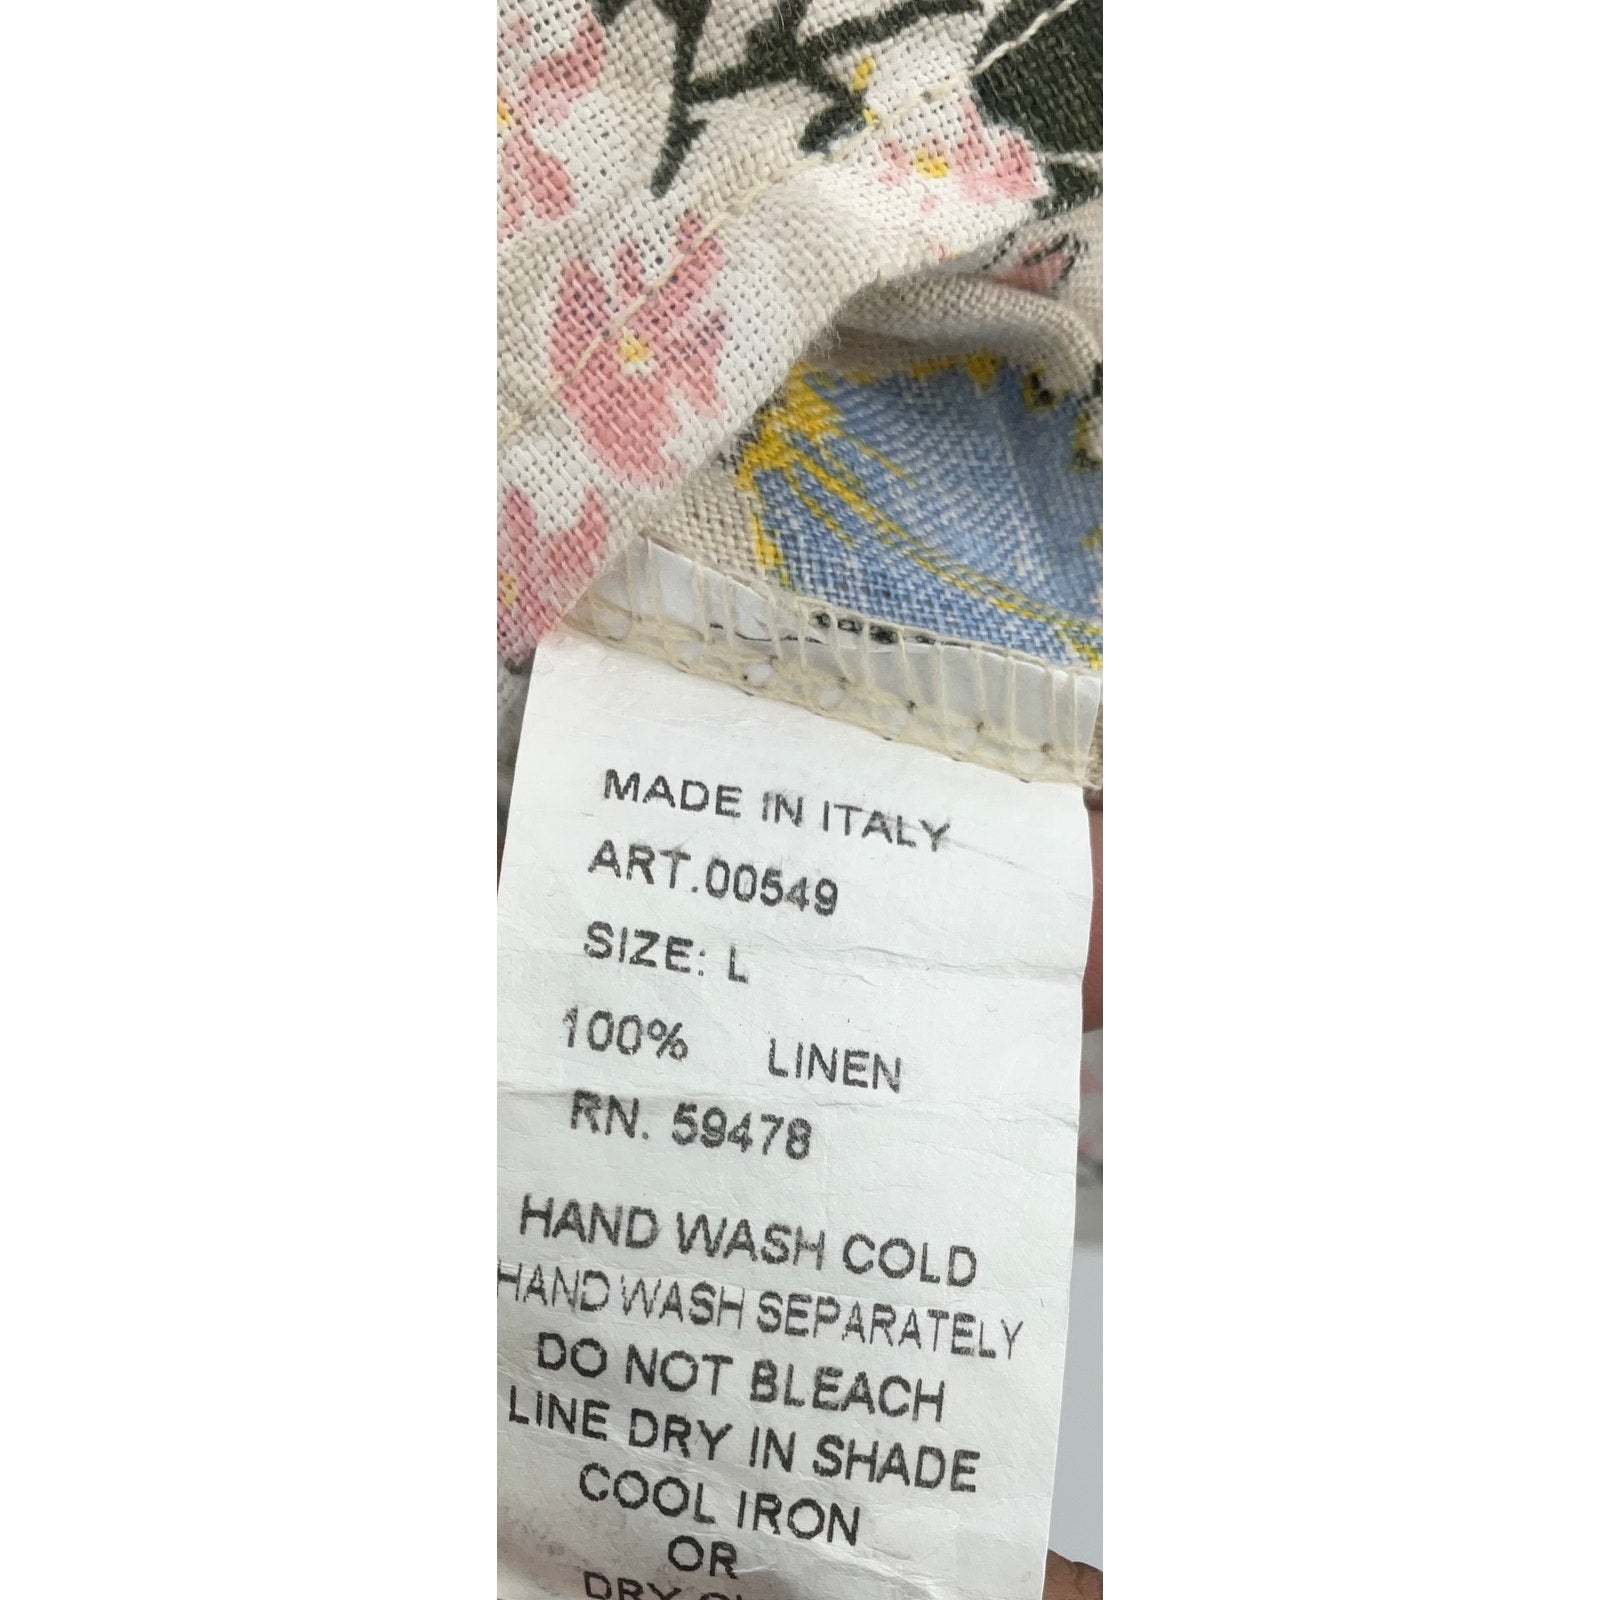 MADE IN ITALY
ART.00549
SIZE: L
100% LINEN
RN. 59478
HAND WASH COLD
HAND WASH SEPARATELY
DO NOT BLEACH
LINE DRY IN SHADE
COOL IRON
OR
DRY